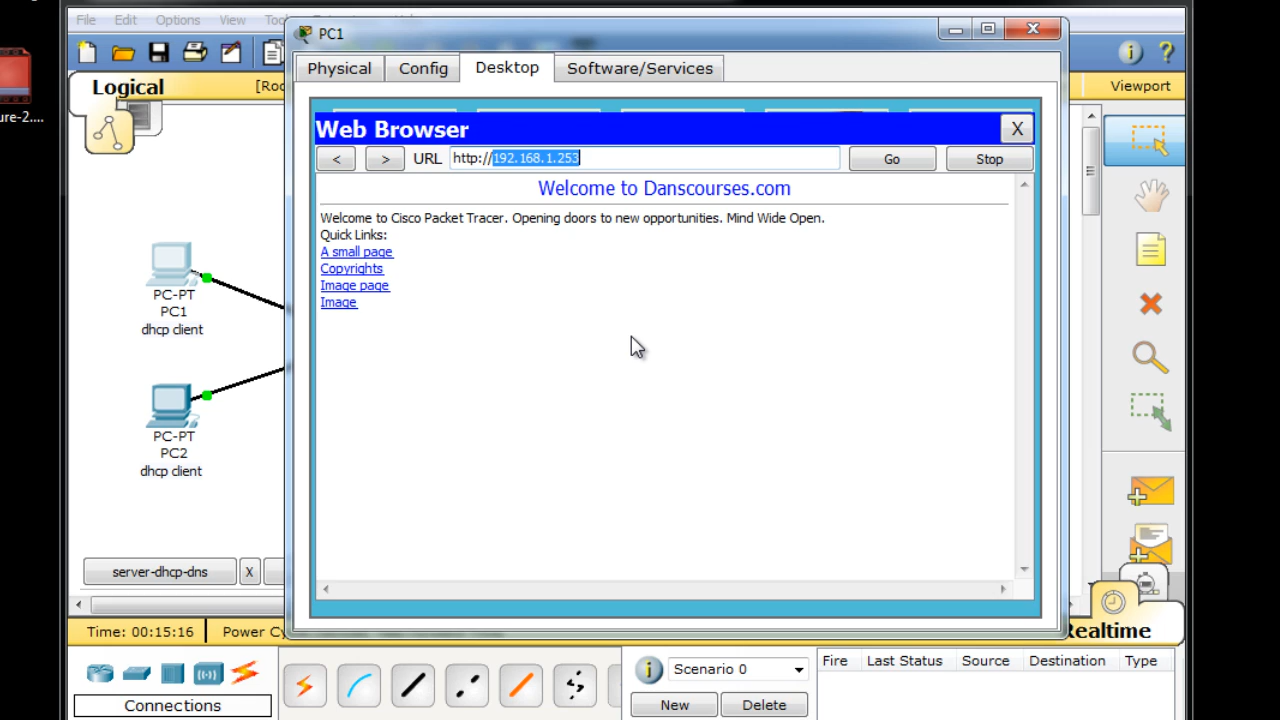 File Edit Options View
PC1
Physical Config Desktop Software/Services
Logical
Viewport
ure-2....
Web Browser X
< > URL http://192.168.1.253 Go Stop
Welcome to Danscourses.com
Welcome to Cisco Packet Tracer. Opening doors to new opportunities. Mind Wide Open.
Quick Links:
A small page
Copyrights
Image page
Image
PC-PT
PC1
dhcp client
PC-PT
PC2
dhcp client
server-dhcp-dns X
Time: 00:15:16 Power Cy
Realtime
Scenario 0
Fire Last Status Source Destination Type
Connections
New Delete